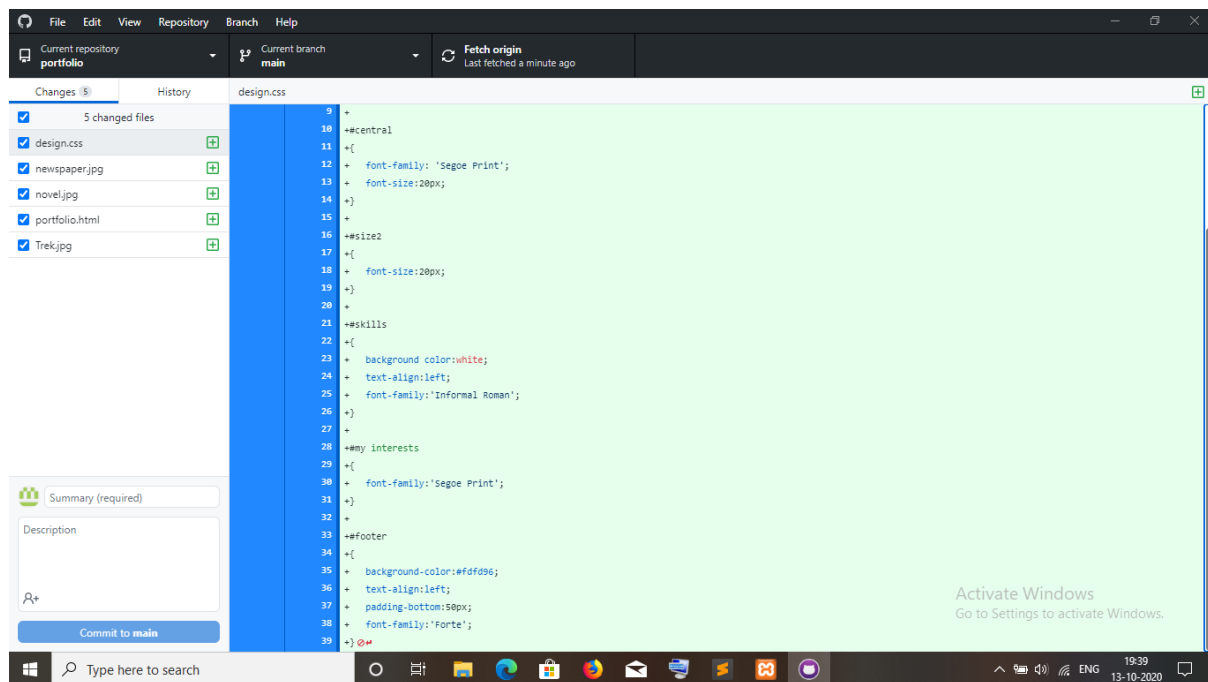 File Edit View Repository Branch Help
Current repository
portfolio
Current branch
main
Fetch origin
Last fetched a minute ago
Changes 5 History
design.css
5 changed files
design.css
newspaper.jpg
novel.jpg
portfolio.html
Trek.jpg
9 +
10 +#central
11 +{
12 + font-family: 'Segoe Print';
13 + font-size:20px;
14 +}
15 +
16 +#size2
17 +{
18 + font-size:20px;
19 +}
20 +
21 +#skills
22 +{
23 + background color:white;
24 + text-align:left;
25 + font-family:'Informal Roman';
26 +}
27 +
28 +#my interests
29 +{
30 + font-family:'Segoe Print';
31 +}
32 +
33 +#footer
34 +{
35 + background-color:#fdfd96;
36 + text-align:left;
37 + padding-bottom:50px;
38 + font-family:'Forte';
39 +}
Summary (required)
Description
Commit to main
Activate Windows
Go to Settings to activate Windows.
Type here to search
ENG
19:39
13-10-2020